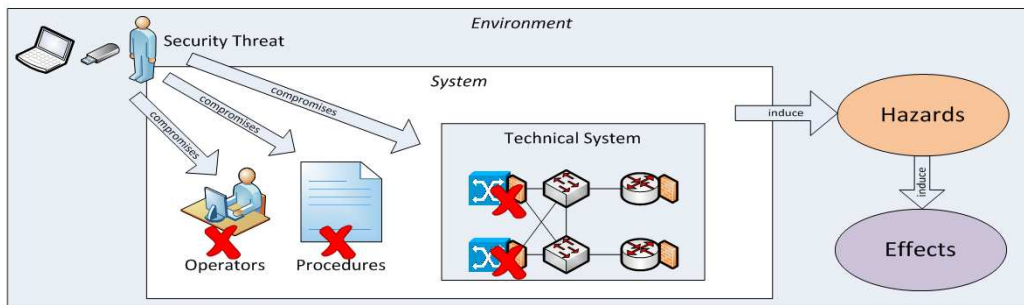 Environment
Security Threat
System
compromises
compromises
compromises
Technical System
Operators
Procedures
induce
Hazards
induce
Effects